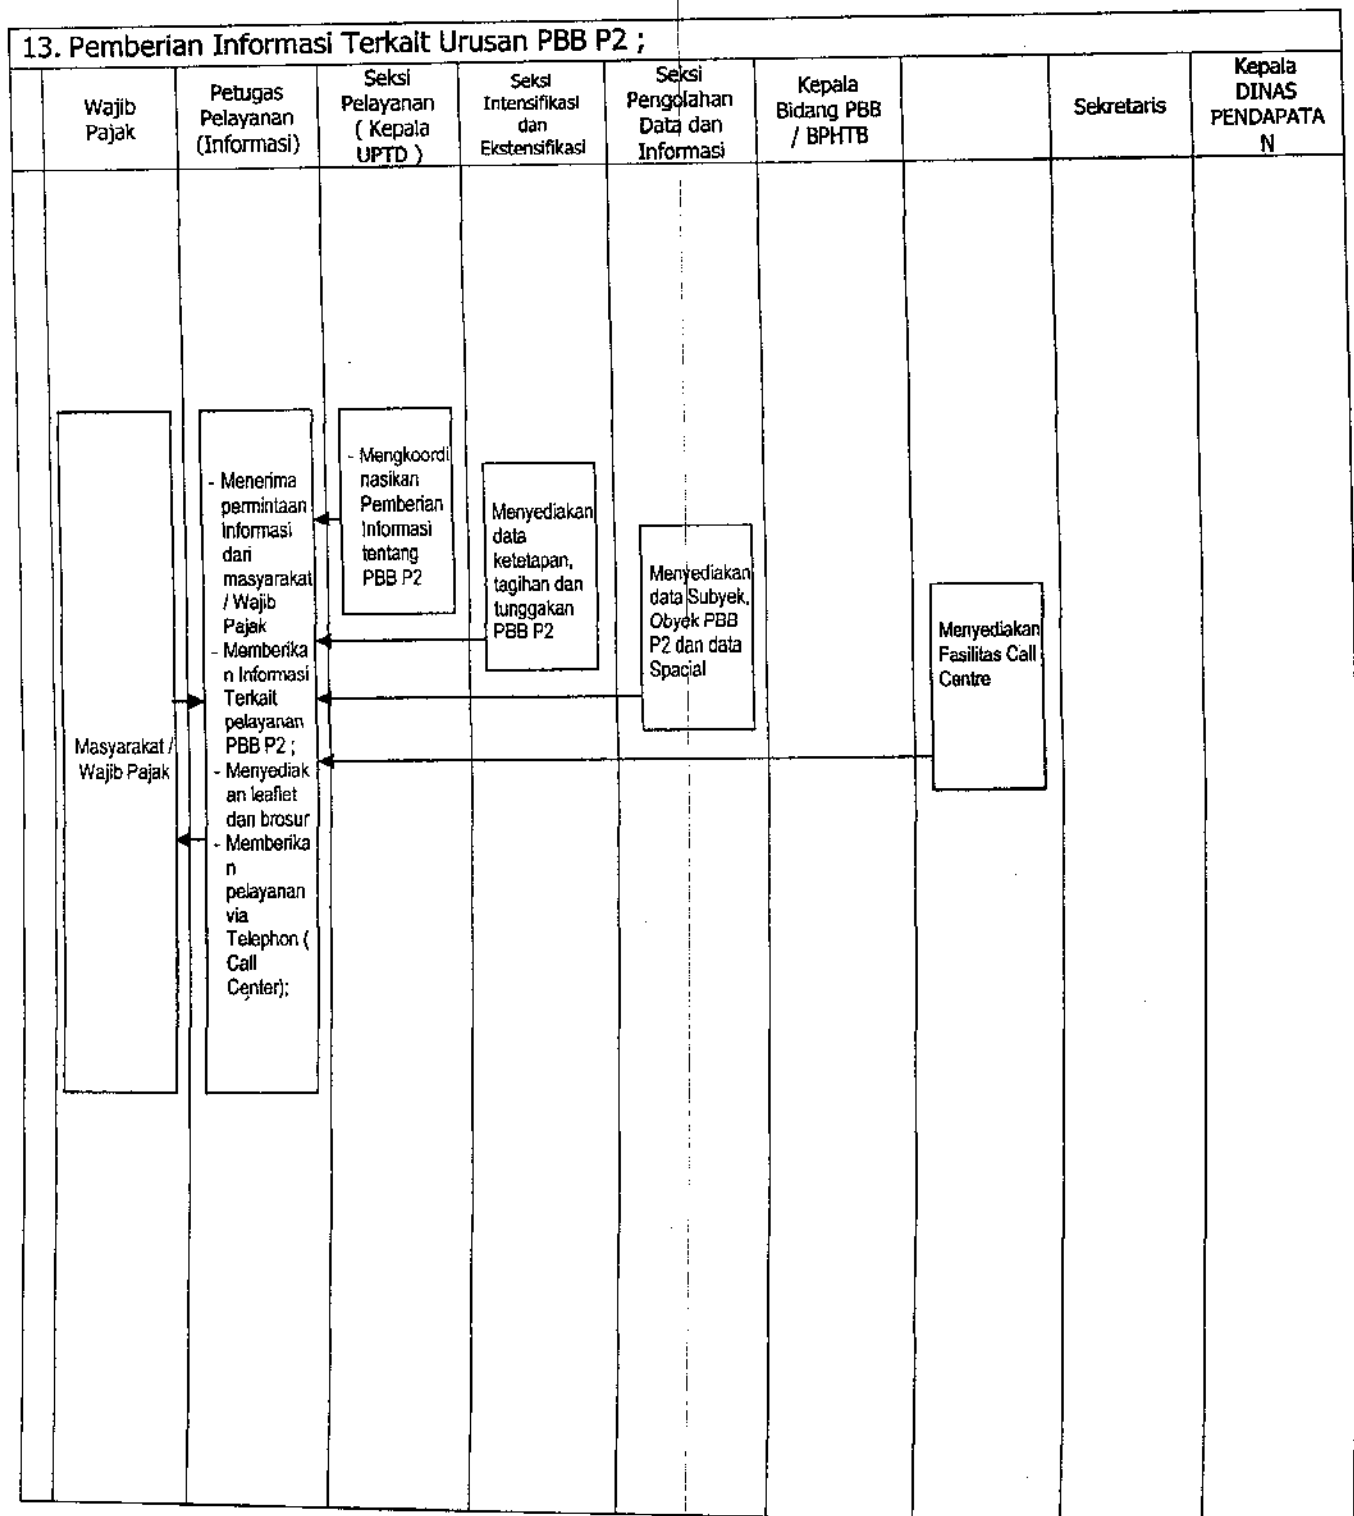 13. Pemberian Informasi Terkait Urusan PBB P2 ;
Wajib
Pajak
Petugas
Pelayanan
(Informasi)
Seksi
Pelayanan
( Kepala
UPTD )
Seksi
Intensifikasi
dan
Ekstensifikasi
Seksi
Pengolahan
Data dan
Informasi
Kepala
Bidang PBB
/ BPHTB
Sekretaris
Kepala
DINAS
PENDAPATA
N
Masyarakat /
Wajib Pajak
- Menerima
permintaan
Informasi
dari
masyarakat
/ Wajib
Pajak
- Memberika
n Informasi
Terkait
pelayanan
PBB P2 ;
- Menyediak
an leaflet
dan brosur
- Memberika
n
pelayanan
via
Telephon (
Call
Center);
- Mengkoordi
nasikan
Pemberian
Informasi
tentang
PBB P2
Menyediakan
data
ketetapan,
tagihan dan
tunggakan
PBB P2
Menyediakan
data Subyek,
Obyek PBB
P2 dan data
Spacial
Menyediakan
Fasilitas Call
Centre